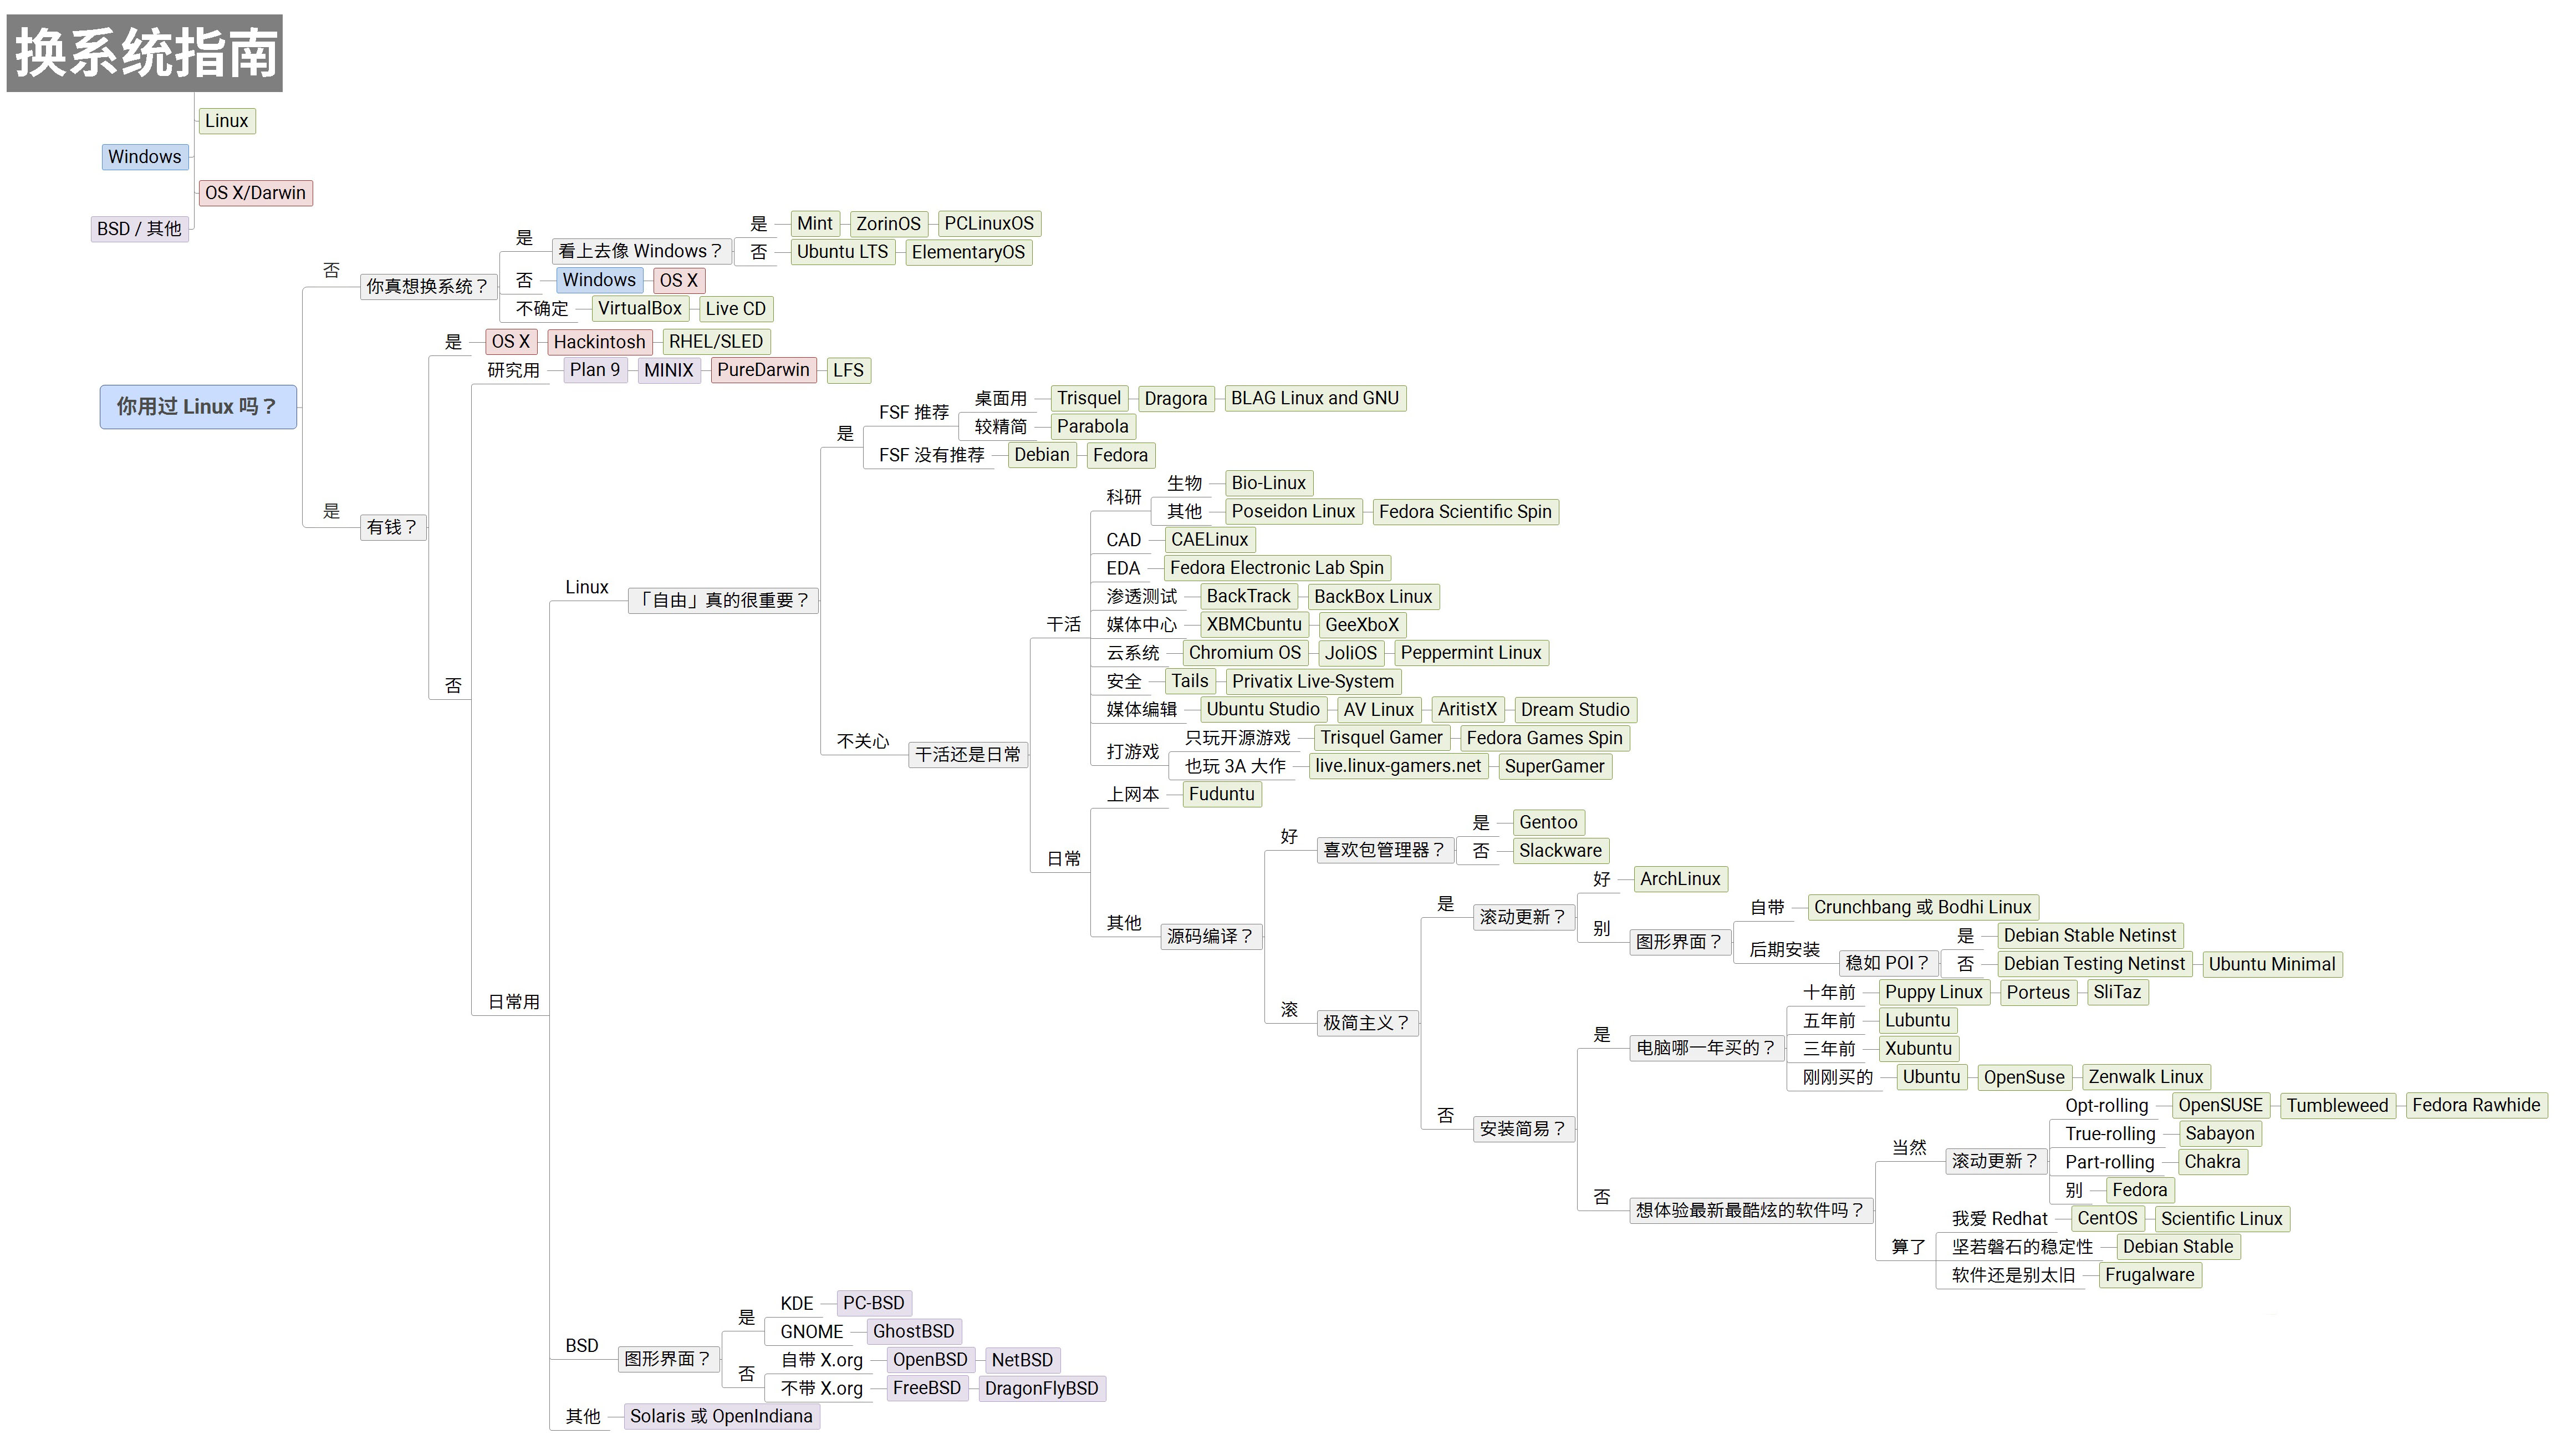 换系统指南
Linux
Windows
OS X/Darwin
BSD / 其他
你用过 Linux 吗？
否
你真想换系统？
是
看上去像 Windows？
是
Mint
ZorinOS
PCLinuxOS
否
Ubuntu LTS
ElementaryOS
否
Windows
OS X
不确定
VirtualBox
Live CD
是
有钱？
是
OS X
Hackintosh
RHEL/SLED
否
研究用
Plan 9
MINIX
PureDarwin
LFS
日常用
Linux
「自由」真的很重要？
是
FSF 推荐
桌面用
Trisquel
Dragora
BLAG Linux and GNU
较精简
Parabola
FSF 没有推荐
Debian
Fedora
不关心
干活还是日常
干活
科研
生物
Bio-Linux
其他
Poseidon Linux
Fedora Scientific Spin
CAD
CAELinux
EDA
Fedora Electronic Lab Spin
渗透测试
BackTrack
BackBox Linux
媒体中心
XBMCbuntu
GeeXboX
云系统
Chromium OS
JoliOS
Peppermint Linux
安全
Tails
Privatix Live-System
媒体编辑
Ubuntu Studio
AV Linux
AritistX
Dream Studio
打游戏
只玩开源游戏
Trisquel Gamer
Fedora Games Spin
也玩 3A 大作
live.linux-gamers.net
SuperGamer
日常
上网本
Fuduntu
其他
源码编译？
好
喜欢包管理器？
是
Gentoo
否
Slackware
滚
极简主义？
是
滚动更新？
好
ArchLinux
别
图形界面？
自带
Crunchbang 或 Bodhi Linux
后期安装
稳如 POI？
是
Debian Stable Netinst
否
Debian Testing Netinst
Ubuntu Minimal
否
安装简易？
是
电脑哪一年买的？
十年前
Puppy Linux
Porteus
SliTaz
五年前
Lubuntu
三年前
Xubuntu
刚刚买的
Ubuntu
OpenSuse
Zenwalk Linux
否
想体验最新最酷炫的软件吗？
当然
滚动更新？
Opt-rolling
OpenSUSE
Tumbleweed
Fedora Rawhide
True-rolling
Sabayon
Part-rolling
Chakra
别
Fedora
算了
我爱 Redhat
CentOS
Scientific Linux
坚若磐石的稳定性
Debian Stable
软件还是别太旧
Frugalware
BSD
图形界面？
是
KDE
PC-BSD
GNOME
GhostBSD
否
自带 X.org
OpenBSD
NetBSD
不带 X.org
FreeBSD
DragonFlyBSD
其他
Solaris 或 OpenIndiana